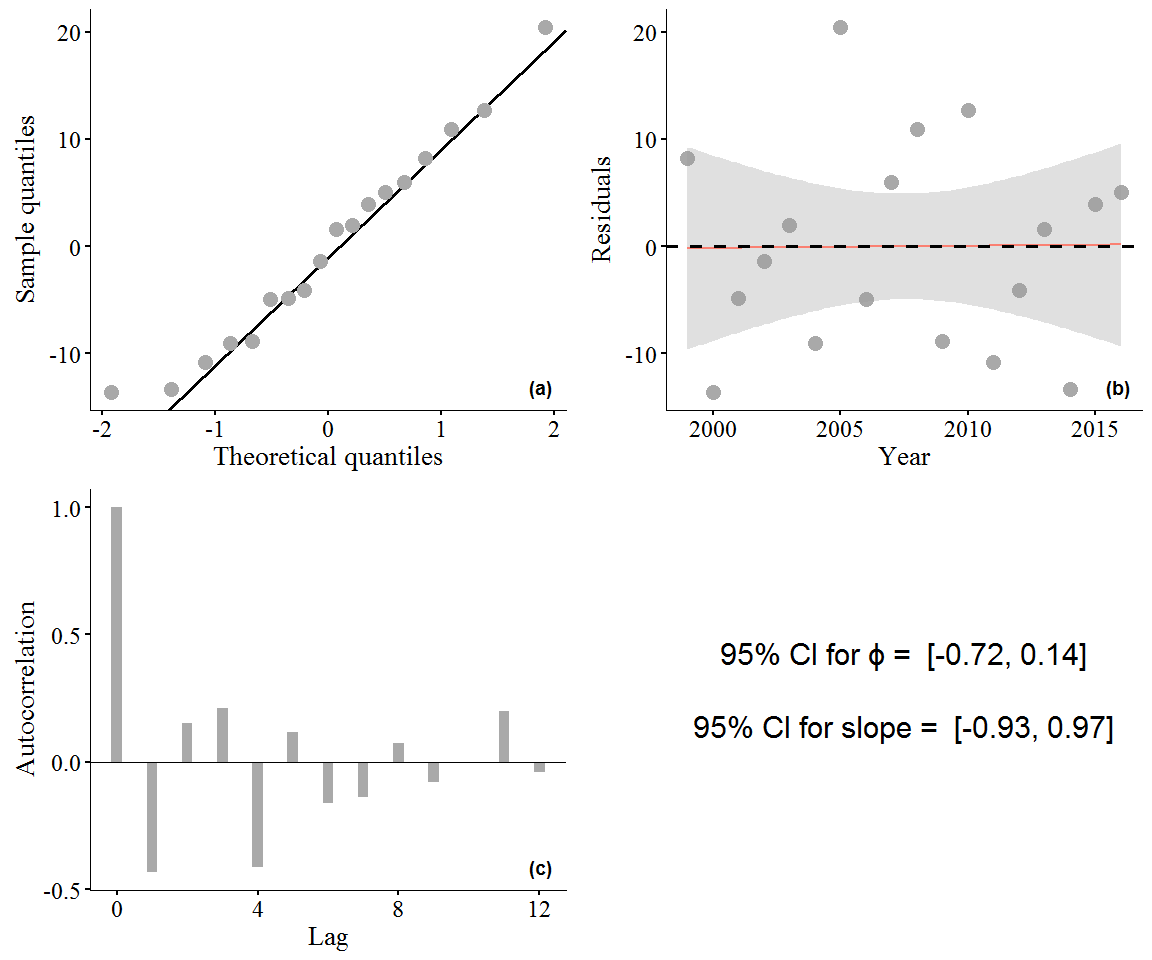 20
10
0
-10
Sample quantiles
-2
-1
0
1
2
Theoretical quantiles
(a)
20
10
0
-10
Residuals
2000
2005
2010
2015
Year
(b)
1.0
0.5
0.0
-0.5
Autocorrelation
0
4
8
12
Lag
(c)
95% CI for ϕ = [-0.72, 0.14]
95% CI for slope = [-0.93, 0.97]